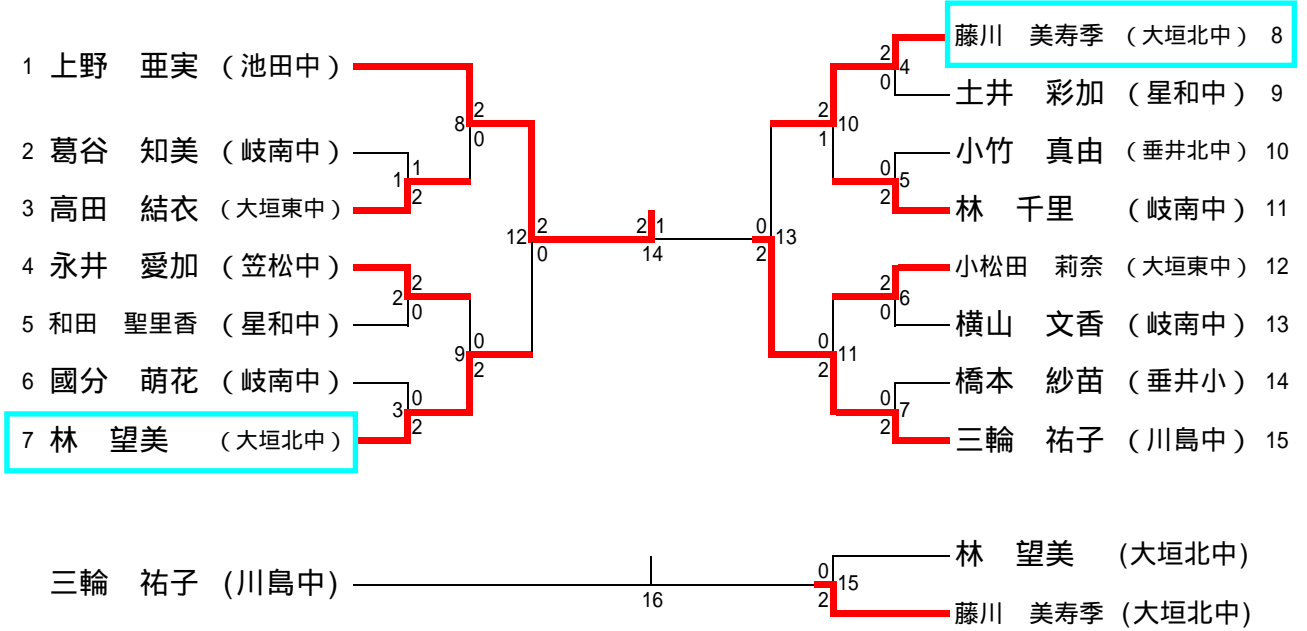 1 上野 亜実 (池田中)
2 葛谷 知美 (岐南中)
3 高田 結衣 (大垣東中)
4 永井 愛加 (笠松中)
5 和田 聖里香 (星和中)
6 國分 萌花 (岐南中)
7 林 望美 (大垣北中)
1
1
2
2
2
0
3
0
2
8
2
0
9
0
2
12
2
0
2 1
14
0
2
13
2
1
10
0
2
11
2
0
4
0
2
5
2
0
6
0
2
7
藤川 美寿季 (大垣北中) 8
土井 彩加 (星和中) 9
小竹 真由 (垂井北中) 10
林 千里 (岐南中) 11
小松田 莉奈 (大垣東中) 12
横山 文香 (岐南中) 13
橋本 紗苗 (垂井小) 14
三輪 祐子 (川島中) 15
三輪 祐子 (川島中)
16
0
2
15
林 望美 (大垣北中)
藤川 美寿季 (大垣北中)